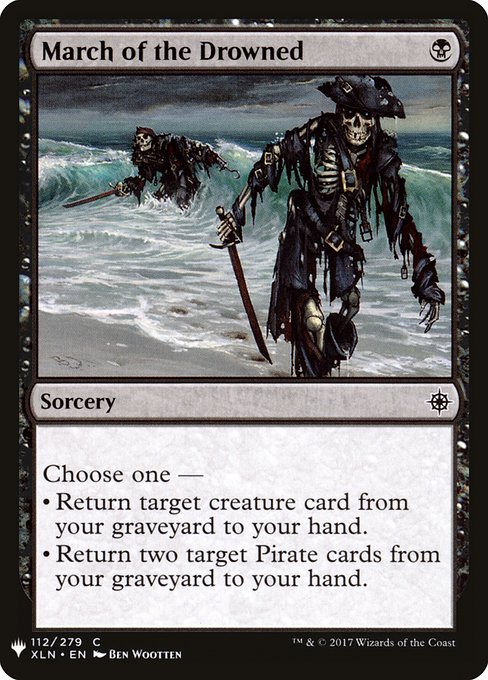 March of the Drowned
Sorcery
Choose one —
• Return target creature card from
your graveyard to your hand.
• Return two target Pirate cards from
your graveyard to your hand.
112/279 C
XLN • EN Ben Wootten
™ & © 2017 Wizards of the Coast